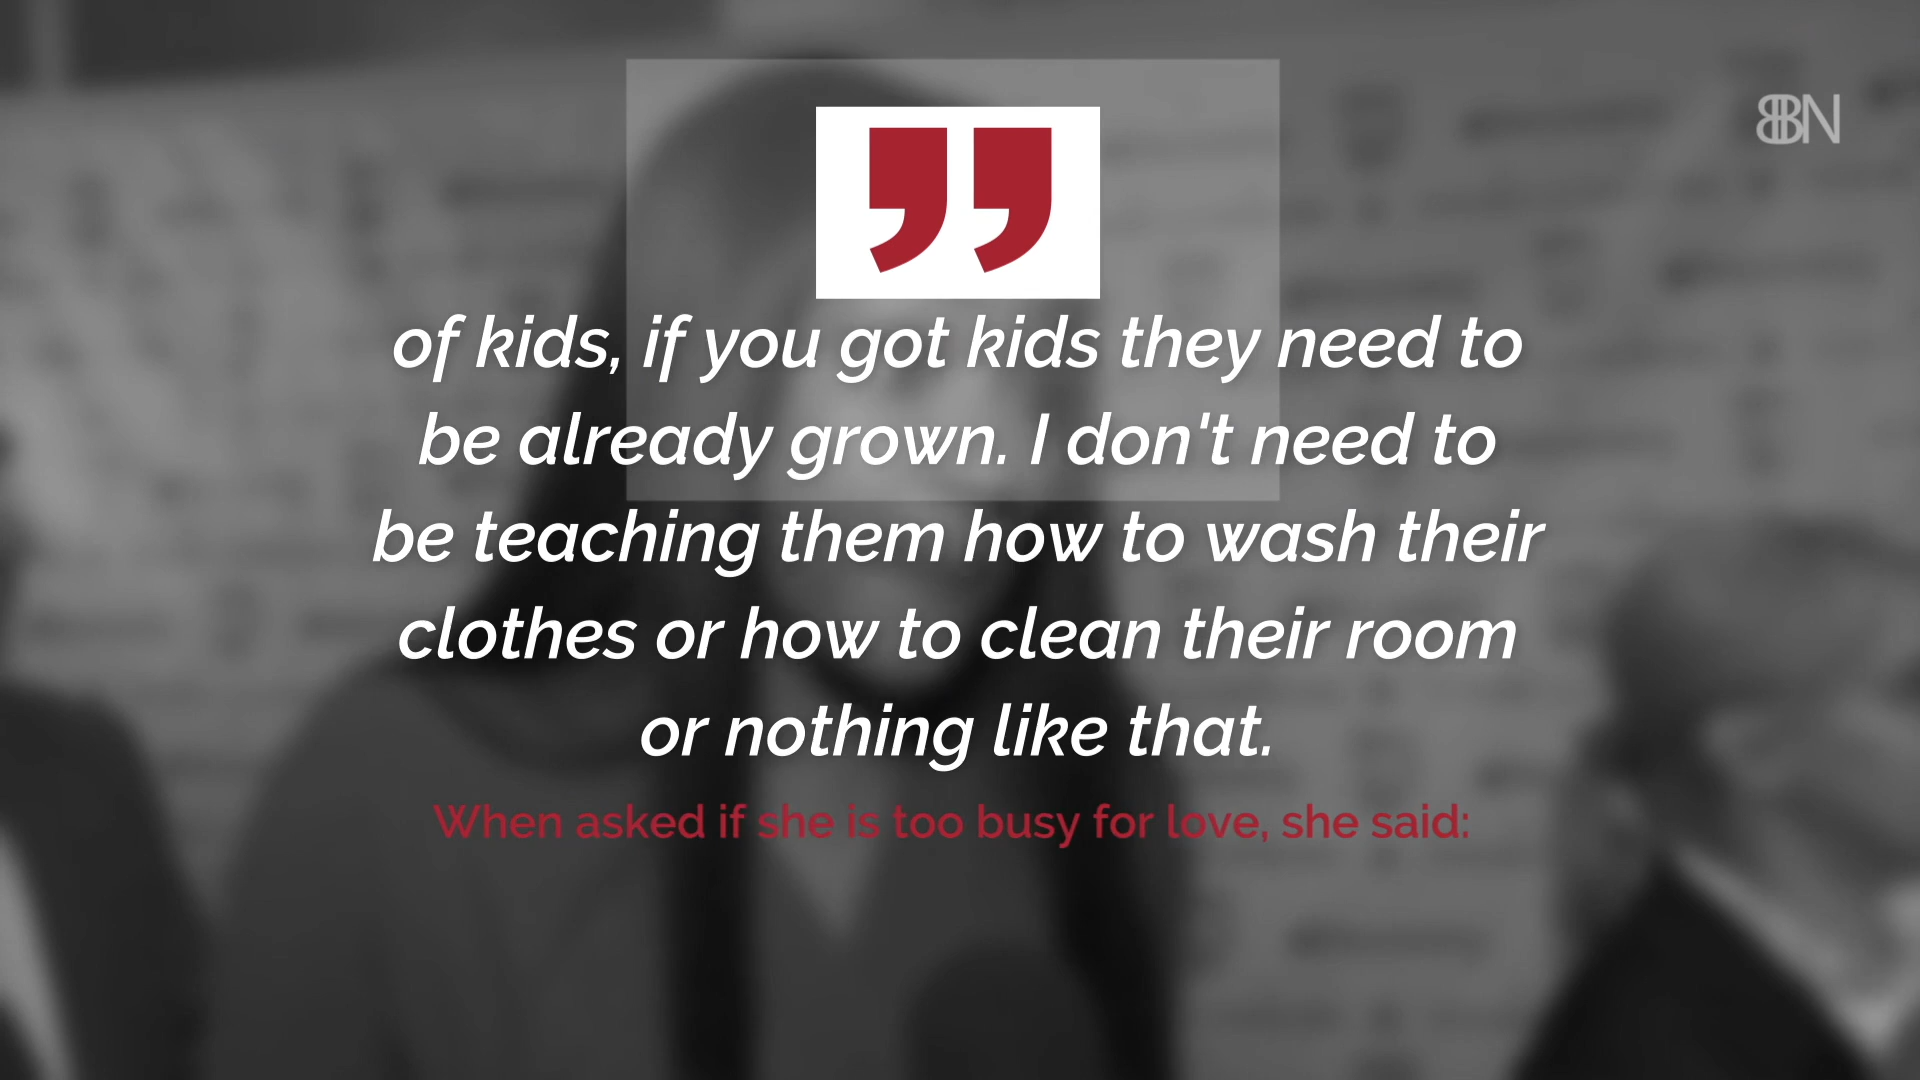 BBN
”
of kids, if you got kids they need to
be already grown. I don't need to
be teaching them how to wash their
clothes or how to clean their room
or nothing like that.
When asked if she is too busy for love, she said: